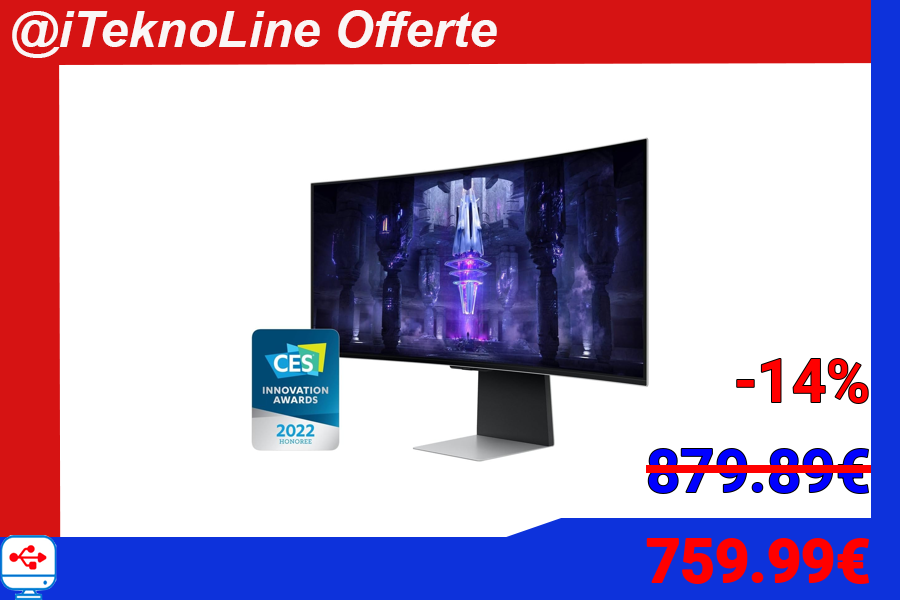 @iTeknoLine Offerte
CES
INNOVATION
AWARDS
2022
HONOREE
-14%
879.89€
759.99€